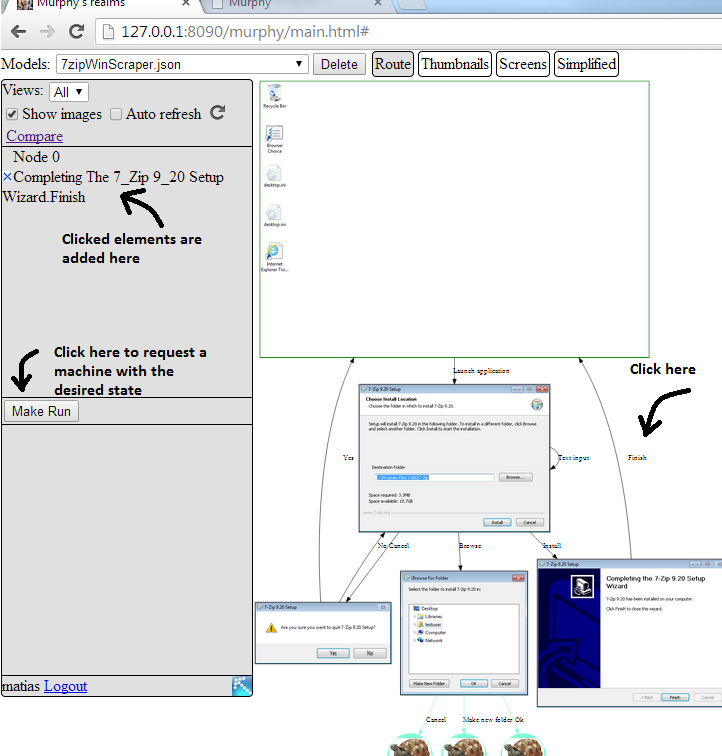 Murphy's realms
Murphy
127.0.0.1:8090/murphy/main.html#
Models: 7zipWinScraper.json Delete Route Thumbnails Screens Simplified
Views: All
Show images Auto refresh
Compare
Node 0
Completing The 7_Zip 9_20 Setup
Wizard.Finish
Clicked elements are
added here
Click here to request a
machine with the
desired state
Make Run
matias Logout
Recycle Bin
Browser
Choice
desktop.ini
desktop.ini
Internet
Explorer Tro...
Launch application
Click here
7-Zip 9.20 Setup
Choose Install Location
Choose the folder in which to install 7-Zip 9.20.
Setup will install 7-Zip 9.20 in the following folder. To install in a different folder, click Browse
and select another folder. Click Install to start the installation.
Destination Folder
Browse...
Space required: 3.9MB
Space available: 10.7GB
www.7-zip.org
Install Cancel
Yes
Text input
Finish
No Cancel
Browse
Install
7-Zip 9.20 Setup
Are you sure you want to quit 7-Zip 9.20 Setup?
Yes No
Browse For Folder
Select the folder to install 7-Zip 9.20 in:
Desktop
Libraries
testuser
Computer
Network
Make New Folder OK Cancel
7-Zip 9.20 Setup
Completing the 7-Zip 9.20 Setup
Wizard
7-Zip 9.20 has been installed on your computer.
Click Finish to close this wizard.
< Back Finish Cancel
Cancel
Make new folder
Ok